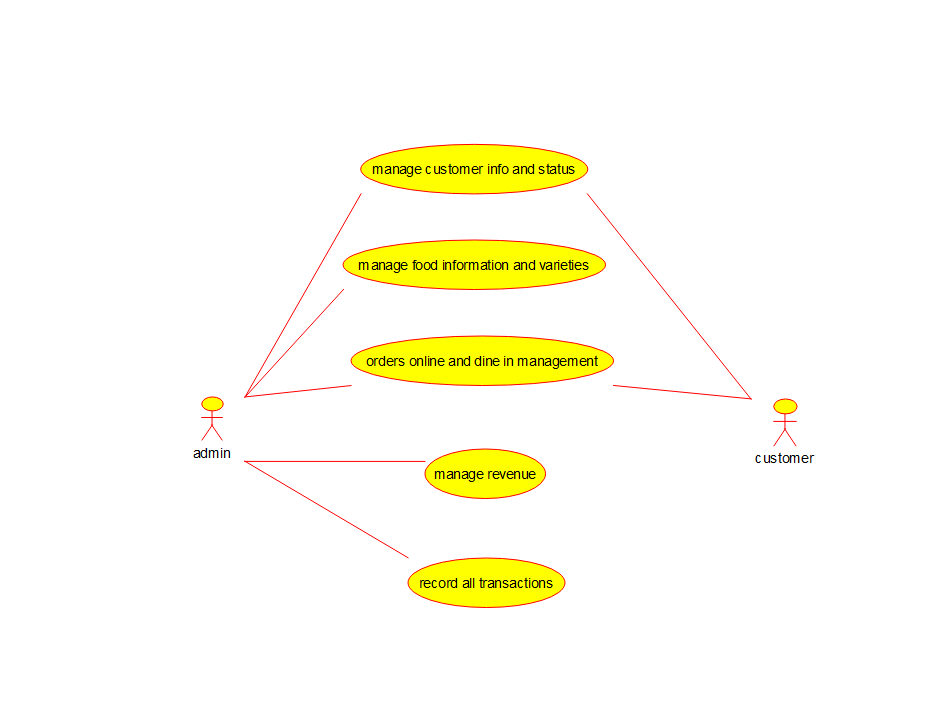 manage customer info and status
manage food information and varieties
orders online and dine in management
admin
customer
manage revenue
record all transactions